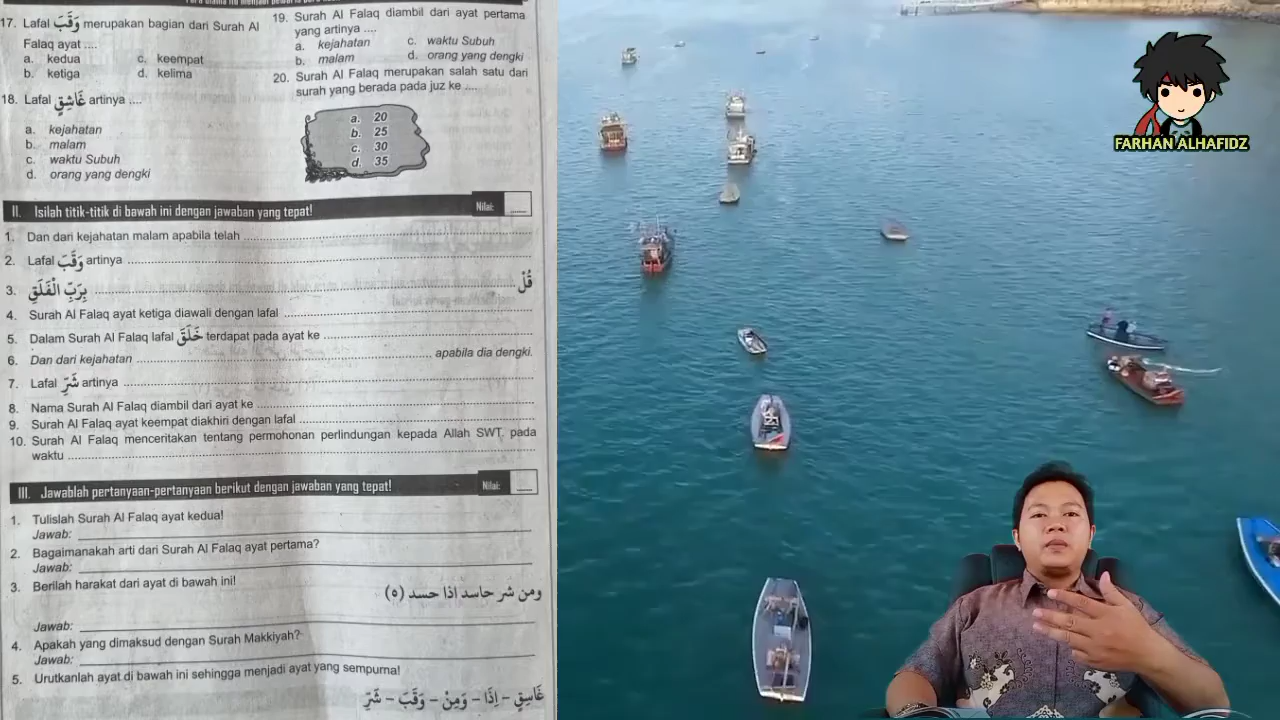 17. Lafal وَقَبَ merupakan bagian dari Surah Al
Falaq ayat ....
a. kedua c. keempat
b. ketiga d. kelima
18. Lafal غَاسِقٍ artinya ....
a. kejahatan
b. malam
c. waktu Subuh
d. orang yang dengki
19. Surah Al Falaq diambil dari ayat pertama
yang artinya ....
a. kejahatan c. waktu Subuh
b. malam d. orang yang dengki
20. Surah Al Falaq merupakan salah satu dari
surah yang berada pada juz ke ....
a. 20
b. 25
c. 30
d. 35
II. Isilah titik-titik di bawah ini dengan jawaban yang tepat!
Nilai: ......
1. Dan dari kejahatan malam apabila telah ......
2. Lafal وَقَبَ artinya ......
3. قُلْ ...... بِرَبِّ الْفَلَقِ
4. Surah Al Falaq ayat ketiga diawali dengan lafal ......
5. Dalam Surah Al Falaq lafal خَلَقَ terdapat pada ayat ke ......
6. Dan dari kejahatan ...... apabila dia dengki.
7. Lafal شَرِّ artinya ......
8. Nama Surah Al Falaq diambil dari ayat ke ......
9. Surah Al Falaq ayat keempat diakhiri dengan lafal ......
10. Surah Al Falaq menceritakan tentang permohonan perlindungan kepada Allah SWT. pada
waktu ......
III. Jawablah pertanyaan-pertanyaan berikut dengan jawaban yang tepat!
Nilai: ......
1. Tulislah Surah Al Falaq ayat kedua!
Jawab:
2. Bagaimanakah arti dari Surah Al Falaq ayat pertama?
Jawab:
3. Berilah harakat dari ayat di bawah ini!
ومن شر حاسد اذا حسد (٥)
Jawab:
4. Apakah yang dimaksud dengan Surah Makkiyah?
Jawab:
5. Urutkanlah ayat di bawah ini sehingga menjadi ayat yang sempurna!
غَاسِقٍ – إِذَا – وَمِنْ – وَقَبَ – شَرِّ
FARHAN ALHAFIDZ